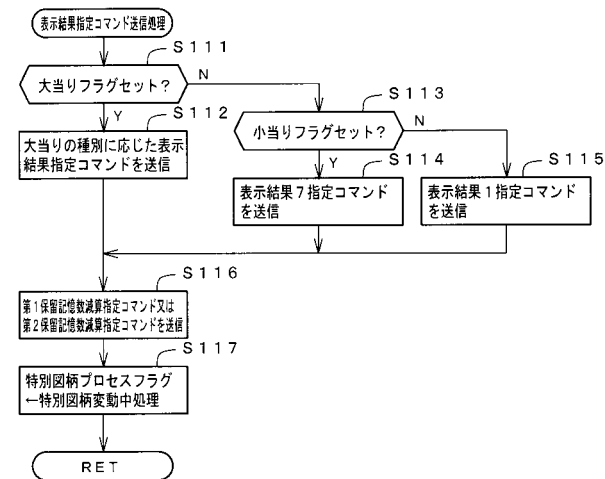 表示結果指定コマンド送信処理
S111
大当りフラグセット?
N
Y
S112
大当りの種別に応じた表示
結果指定コマンドを送信
S113
小当りフラグセット?
N
Y
S114
表示結果7指定コマンド
を送信
S115
表示結果1指定コマンド
を送信
S116
第1保留記憶数減算指定コマンド又は
第2保留記憶数減算指定コマンドを送信
S117
特別図柄プロセスフラグ
←特別図柄変動中処理
RET